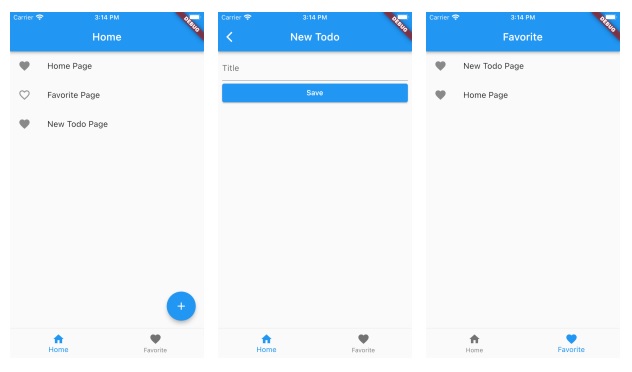 Carrier 3:14 PM DEBUG
Home
Home Page
Favorite Page
New Todo Page
+
Home Favorite
Carrier 3:14 PM DEBUG
New Todo
Title
Save
Home Favorite
Carrier 3:14 PM DEBUG
Favorite
New Todo Page
Home Page
Home Favorite